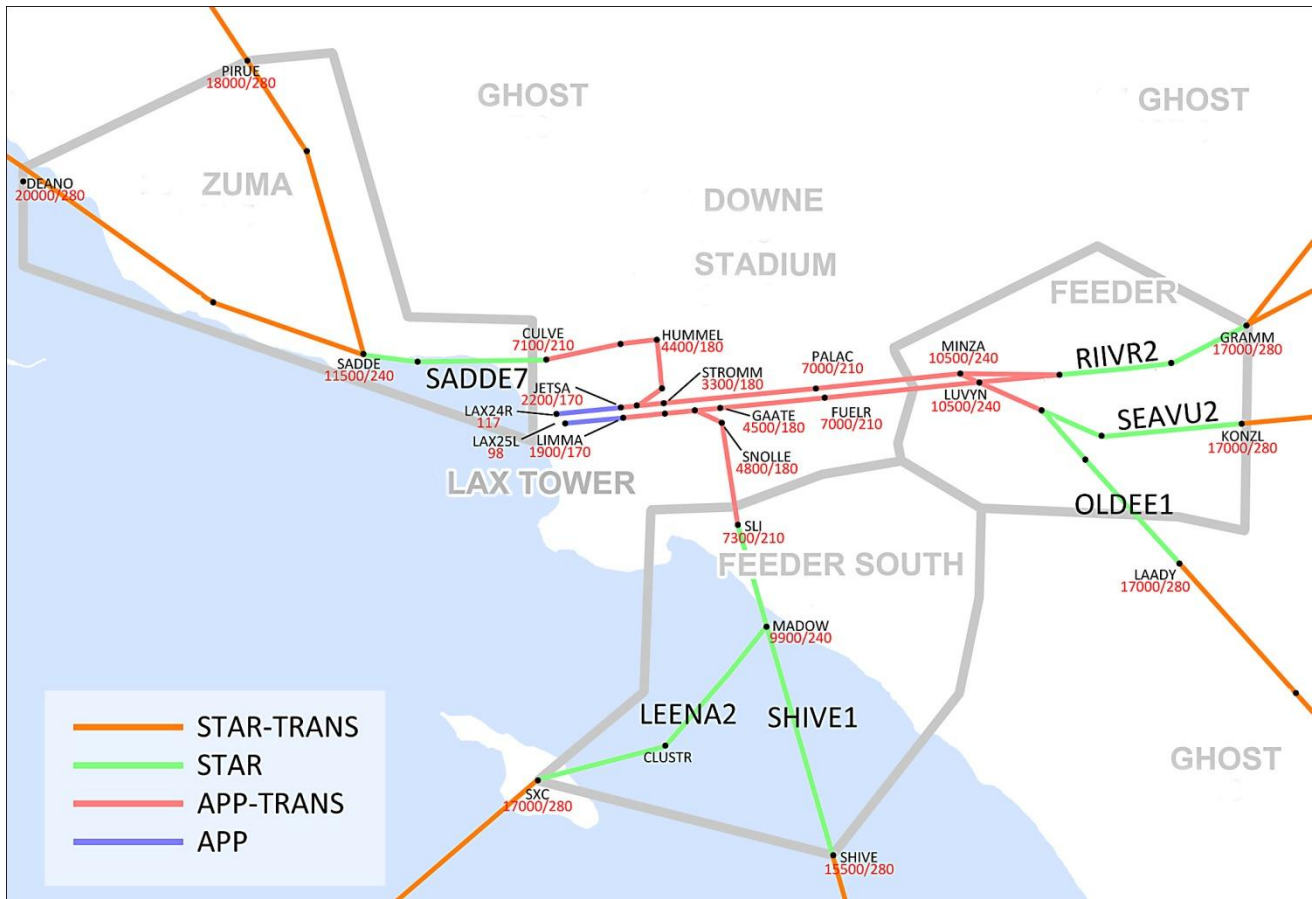 PIRUE
18000/280
GHOST
GHOST
DEANO
20000/280
ZUMA
DOWNE
STADIUM
FEEDER
GRAMM
17000/280
CULVE
7100/210
HUMMEL
4400/180
MINZA
10500/240
RIIVR2
SADDE
11500/240
SADDE7
PALAC
7000/210
STROMM
3300/180
JETSA
2200/170
LUVYN
10500/240
SEAVU2
LAX24R
117
GAATE
4500/180
FUELR
7000/210
KONZL
17000/280
LAX25L
98
LIMMA
1900/170
SNOLLE
4800/180
LAX TOWER
OLDEE1
SLI
7300/210
FEEDER SOUTH
LAADY
17000/280
MADOW
9900/240
LEENA2
SHIVE1
CLUSTR
GHOST
SXC
17000/280
SHIVE
15500/280
STAR-TRANS
STAR
APP-TRANS
APP